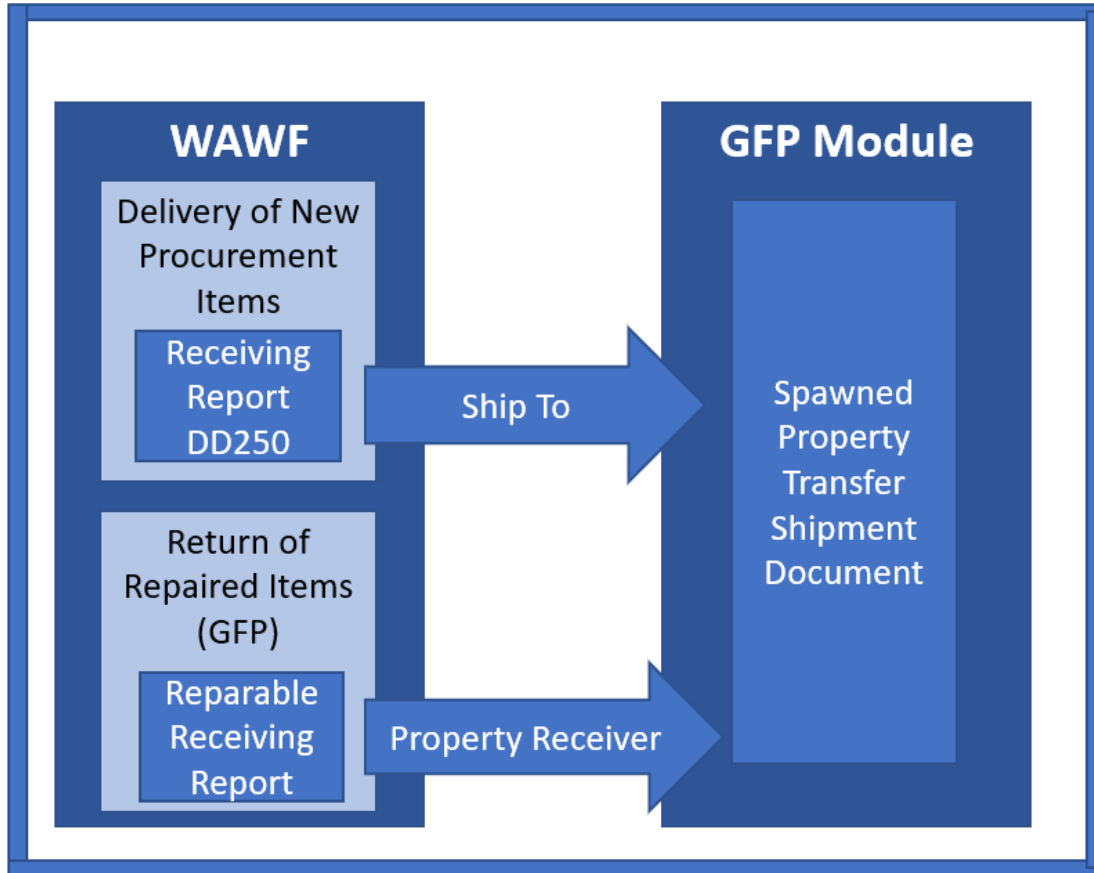 WAWF
Delivery of New
Procurement
Items
Receiving
Report
DD250
Ship To
Return of
Repaired Items
(GFP)
Reparable
Receiving
Report
Property Receiver
GFP Module
Spawned
Property
Transfer
Shipment
Document